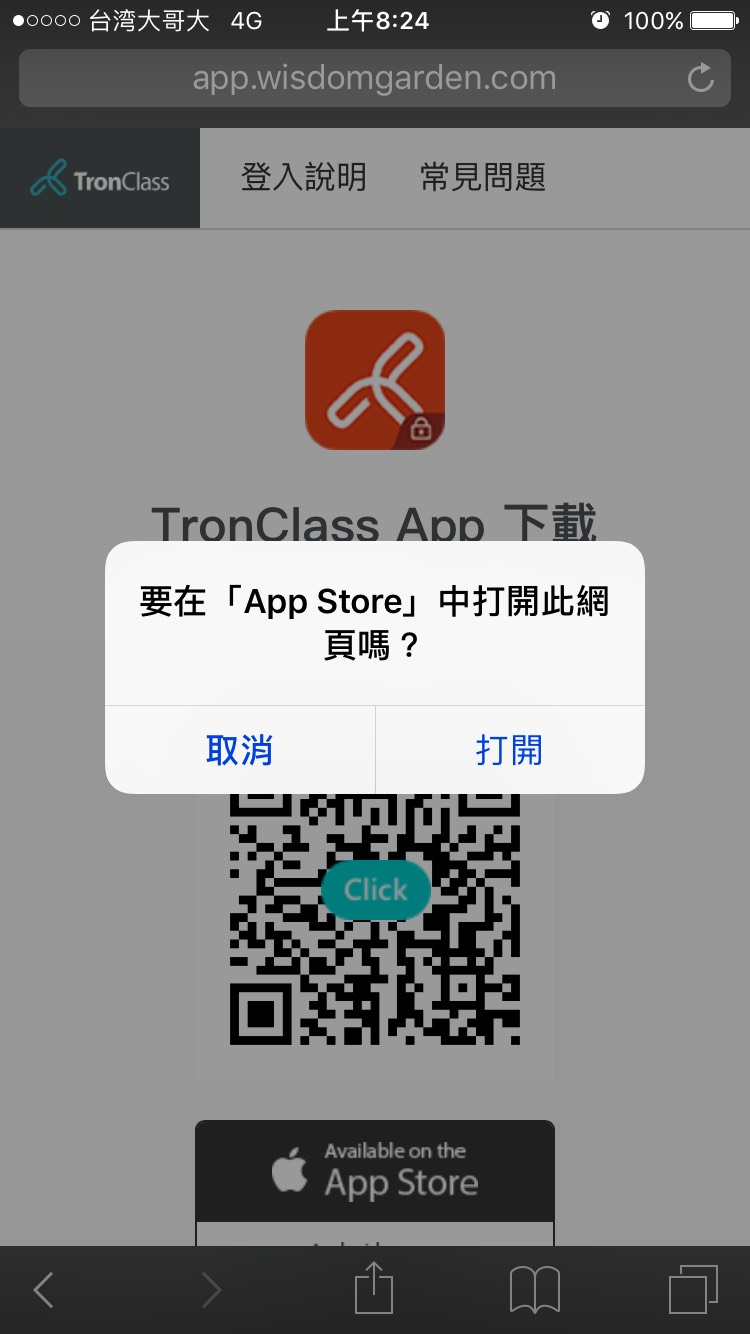 台湾大哥大 4G 上午8:24 100%
app.wisdomgarden.com
TronClass 登入說明 常見問題
TronClass App 下載
要在「App Store」中打開此網
頁嗎？
取消 打開
Click
Available on the
App Store